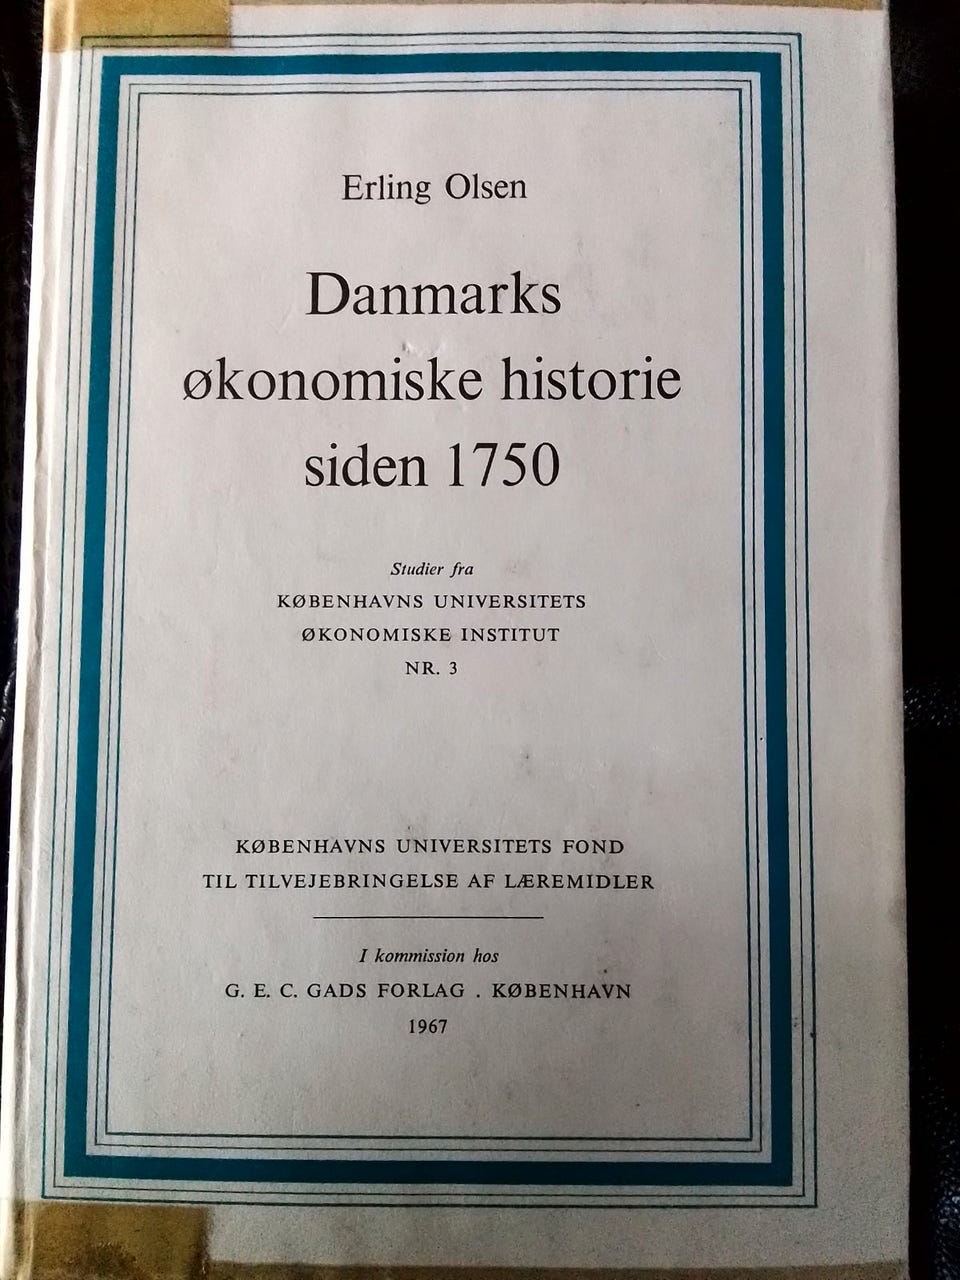 Erling Olsen
Danmarks
økonomiske historie
siden 1750
Studier fra
KØBENHAVNS UNIVERSITETS
ØKONOMISKE INSTITUT
NR. 3
KØBENHAVNS UNIVERSITETS FOND
TIL TILVEJEBRINGELSE AF LÆREMIDLER
I kommission hos
G. E. C. GADS FORLAG . KØBENHAVN
1967